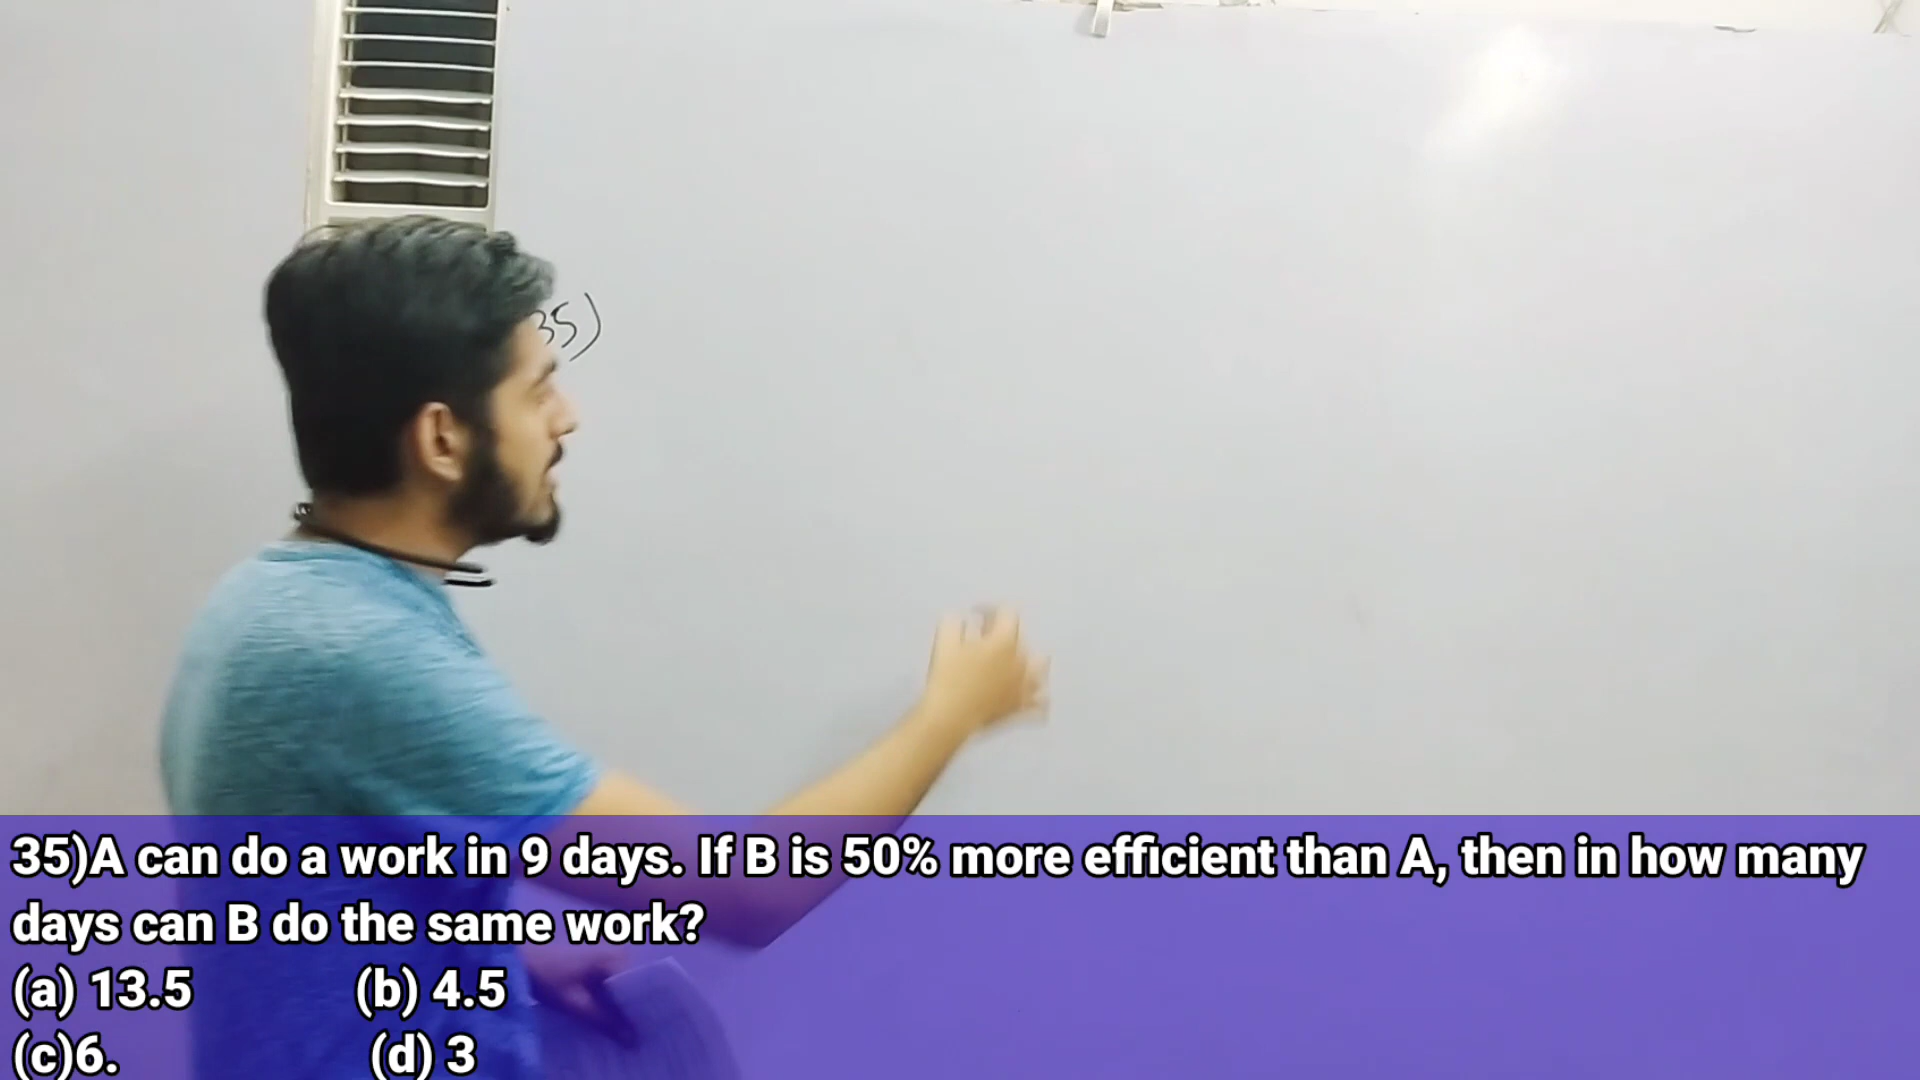 35)
35)A can do a work in 9 days. If B is 50% more efficient than A, then in how many
days can B do the same work?
(a) 13.5 (b) 4.5
(c)6. (d) 3